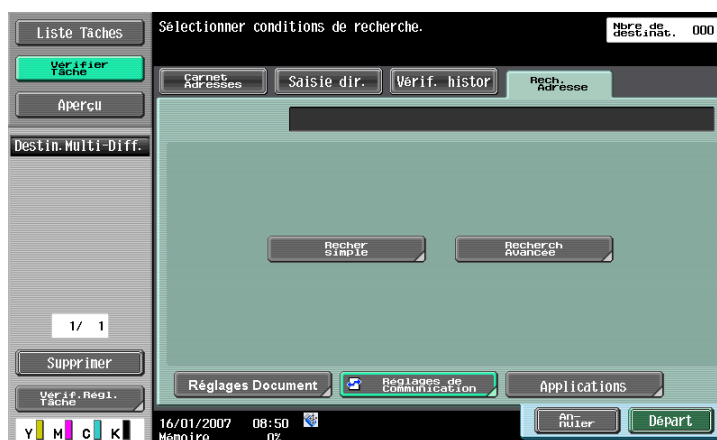 Liste Tâches
Sélectionner conditions de recherche.
Nbre de
destinat. 000
Vérifier
Tâche
Carnet
Adresses
Saisie dir.
Vérif. histor
Rech.
Adresse
Aperçu
Destin.Multi-Diff.
Recher
simple
Recherch
Avancée
1/ 1
Supprimer
Vérif.Régl.
Tâche
Réglages Document
Réglages de
Communication
Applications
16/01/2007 08:50
Mémoire 0%
An-
nuler
Départ
Y M C K